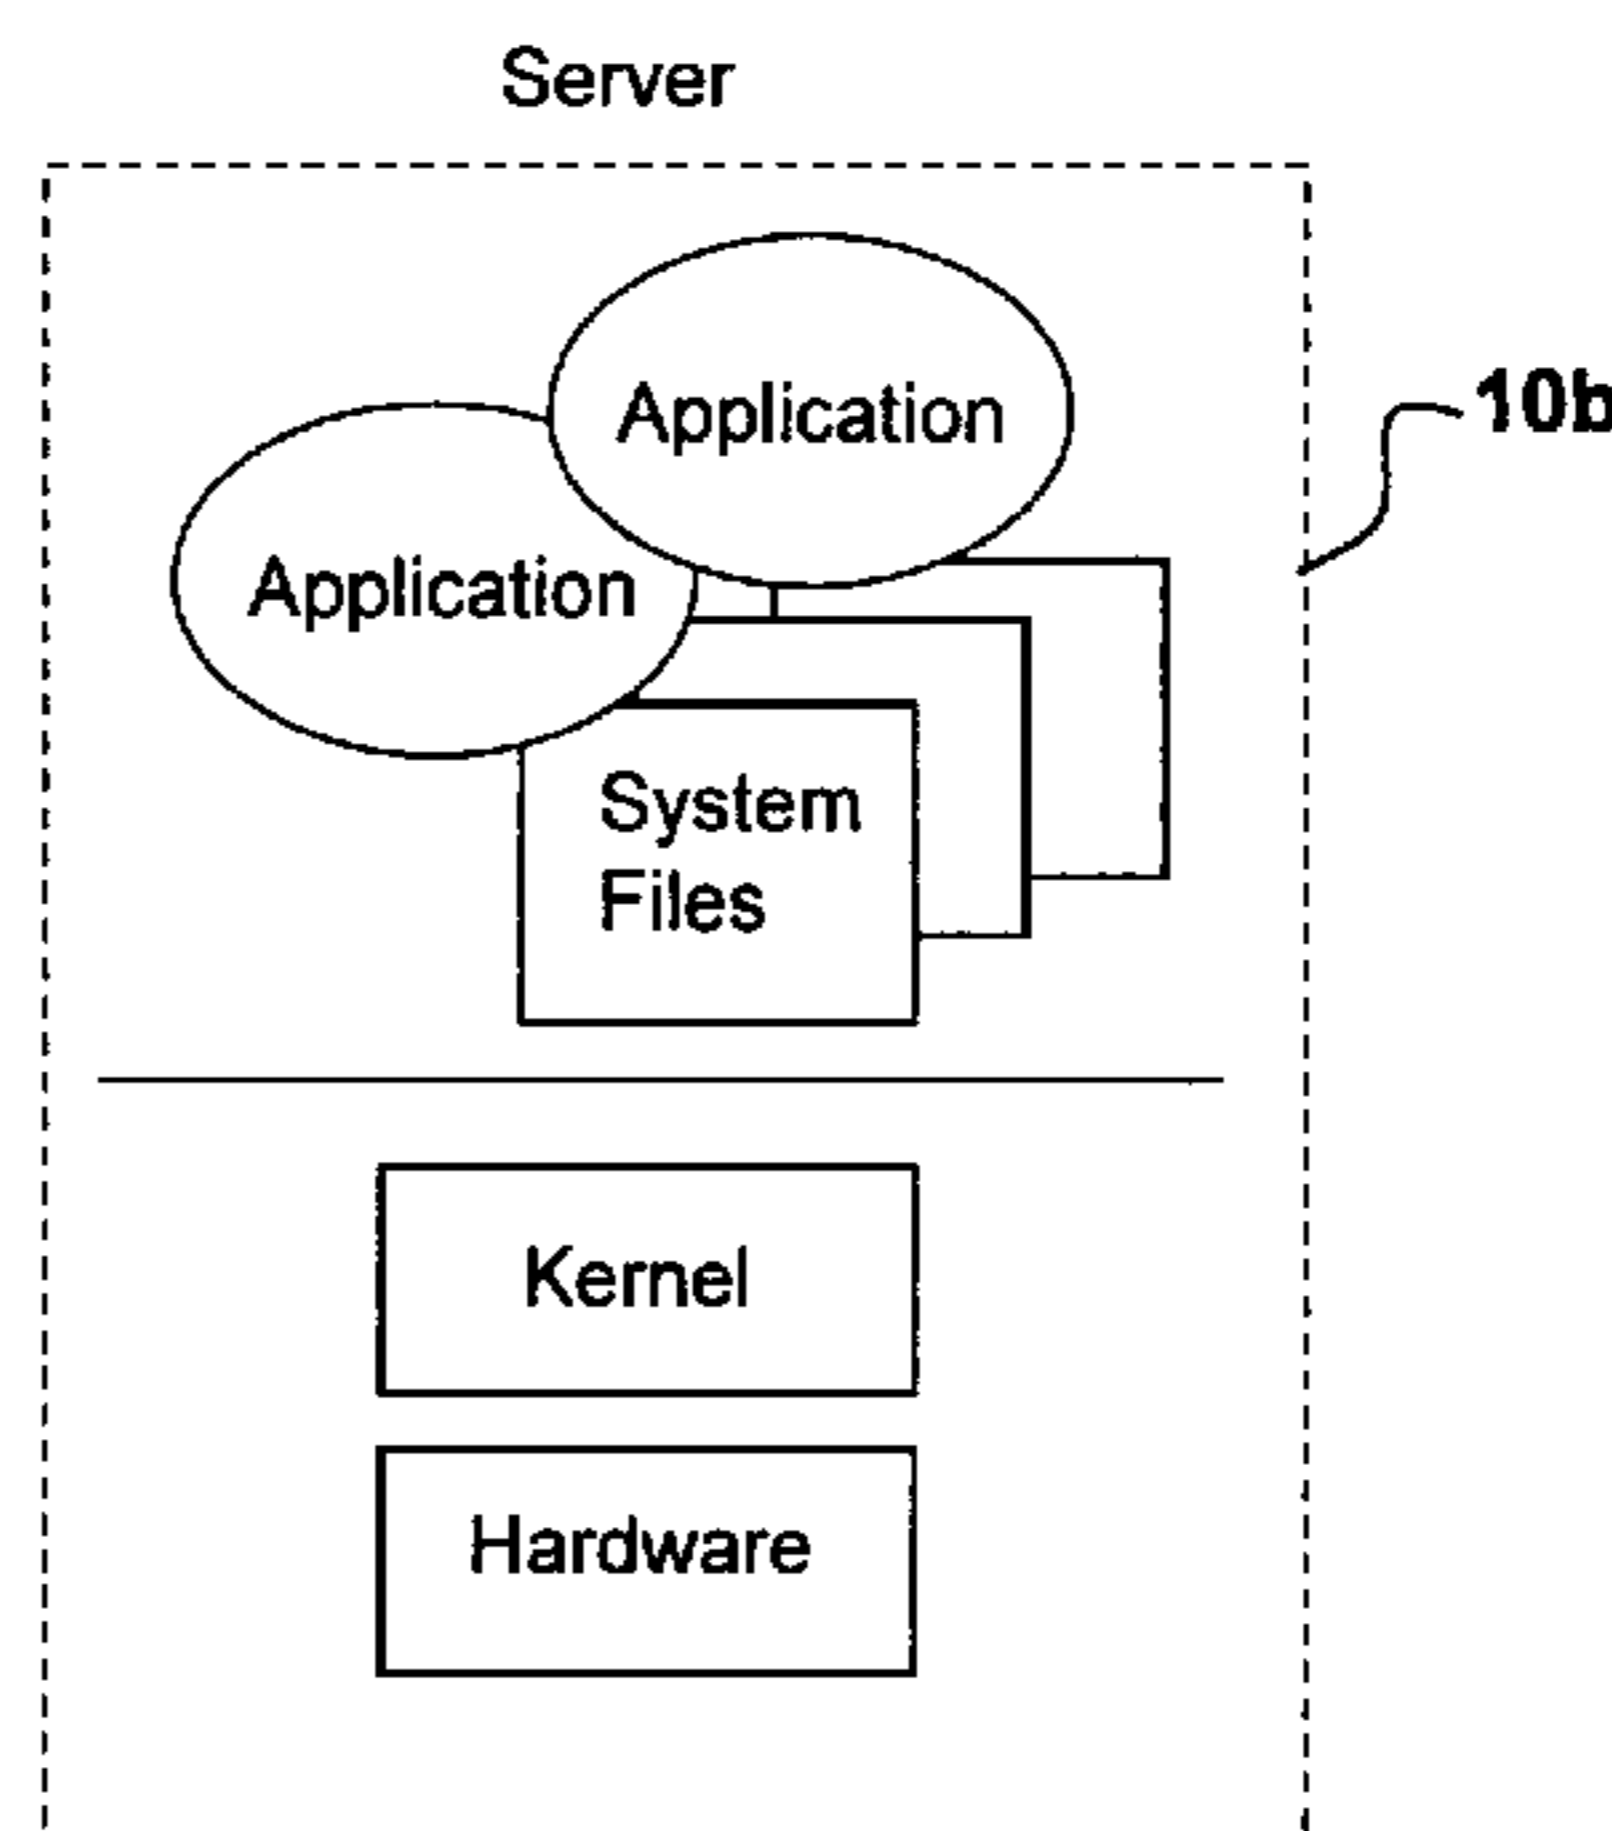 Server
Application
10b
Application
System
Files
Kernel
Hardware